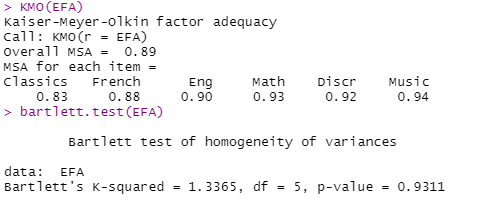 > KMO(EFA)
Kaiser-Meyer-Olkin factor adequacy
Call: KMO(r = EFA)
Overall MSA =  0.89
MSA for each item =
Classics   French      Eng     Math    Discr    Music
    0.83     0.88     0.90     0.93     0.92     0.94
> bartlett.test(EFA)
        Bartlett test of homogeneity of variances
data:  EFA
Bartlett's K-squared = 1.3365, df = 5, p-value = 0.9311